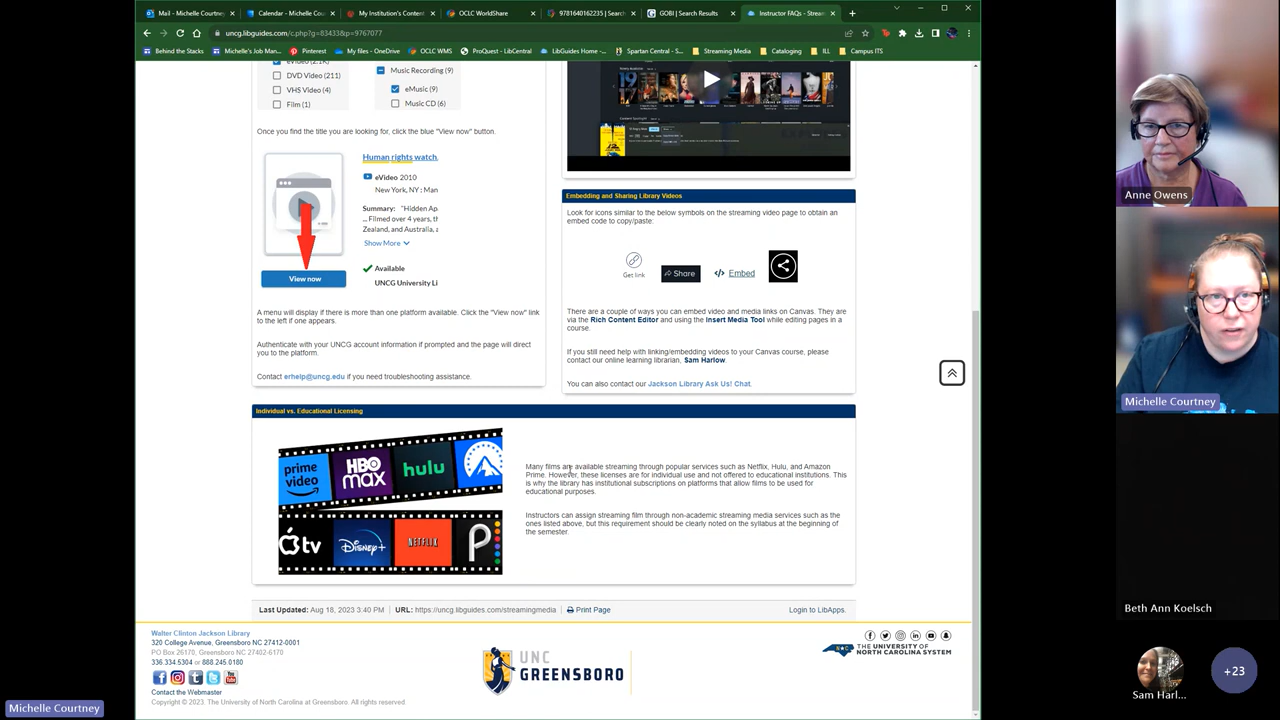 Mail - Michelle Courtney
Calendar - Michelle Co
My Institution's Content
OCLC WorldShare
9781640162235 | Search
GOBI | Search Results
Instructor FAQs - Stream
uncg.libguides.com/c.php?g=83433&p=9767077
Behind the Stacks
Michelle's Job Man...
Pinterest
My files - OneDrive
OCLC WMS
ProQuest - LibCentral
LibGuides Home -...
Spartan Central - S...
Streaming Media
Cataloging
ILL
Campus ITS
eVideo (2.1K)
DVD Video (211)
VHS Video (4)
Film (1)
Music Recording (9)
eMusic (9)
Music CD (6)
Once you find the title you are looking for, click the blue "View now" button.
Human rights watch.
eVideo 2010
New York, NY : Man
Summary: "Hidden Ap
... Filmed over 4 years, th
Zealand, and Australia, a
Show More
Available
UNCG University Li
View now
A menu will display if there is more than one platform available. Click the "View now" link
to the left if one appears.
Authenticate with your UNCG account information if prompted and the page will direct
you to the platform.
Contact erhelp@uncg.edu if you need troubleshooting assistance.
19
Embedding and Sharing Library Videos
Look for icons similar to the below symbols on the streaming video page to obtain an
embed code to copy/paste:
Get link
Share
</> Embed
There are a couple of ways you can embed video and media links on Canvas. They are
via the Rich Content Editor and using the Insert Media Tool while editing pages in a
course.
If you still need help with linking/embedding videos to your Canvas course, please
contact our online learning librarian, Sam Harlow.
You can also contact our Jackson Library Ask Us! Chat.
Individual vs. Educational Licensing
prime video
HBO max
hulu
tv
Disney+
NETFLIX
Many films are available streaming through popular services such as Netflix, Hulu, and Amazon
Prime. However, these licenses are for individual use and not offered to educational institutions. This
is why the library has institutional subscriptions on platforms that allow films to be used for
educational purposes.
Instructors can assign streaming film through non-academic streaming media services such as the
ones listed above, but this requirement should be clearly noted on the syllabus at the beginning of
the semester.
Last Updated: Aug 18, 2023 3:40 PM
URL: https://uncg.libguides.com/streamingmedia
Print Page
Login to LibApps.
Walter Clinton Jackson Library
320 College Avenue, Greensboro NC 27412-0001
PO Box 26170, Greensboro NC 27402-6170
336.334.5304 or 888.245.0180
Contact the Webmaster
Copyright © 2023. The University of North Carolina at Greensboro. All rights reserved.
UNC
GREENSBORO
THE UNIVERSITY OF
NORTH CAROLINA SYSTEM
Michelle Courtney
Anne Owens
Michelle Courtney
Beth Ann Koelsch
Sam Harl...
+23